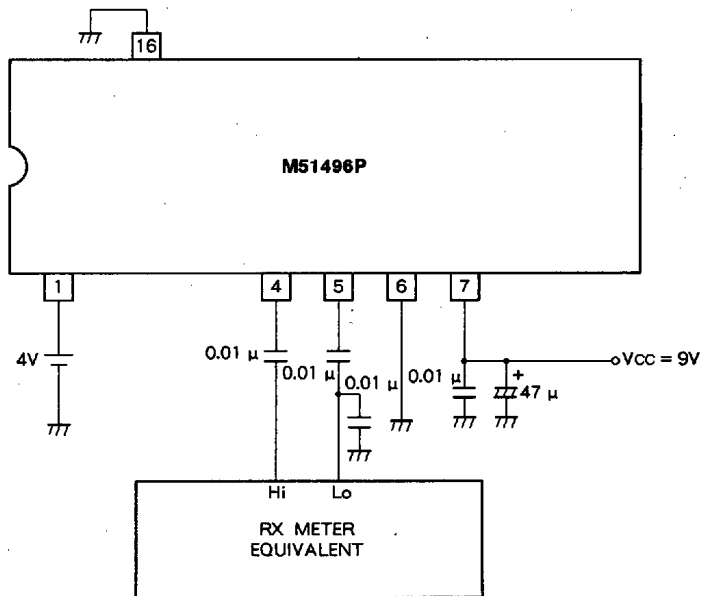 16
M51496P
1
4
5
6
7
4V
0.01 μ
0.01 μ
0.01 μ
0.01 μ
+
47 μ
VCC = 9V
Hi
Lo
RX METER
EQUIVALENT